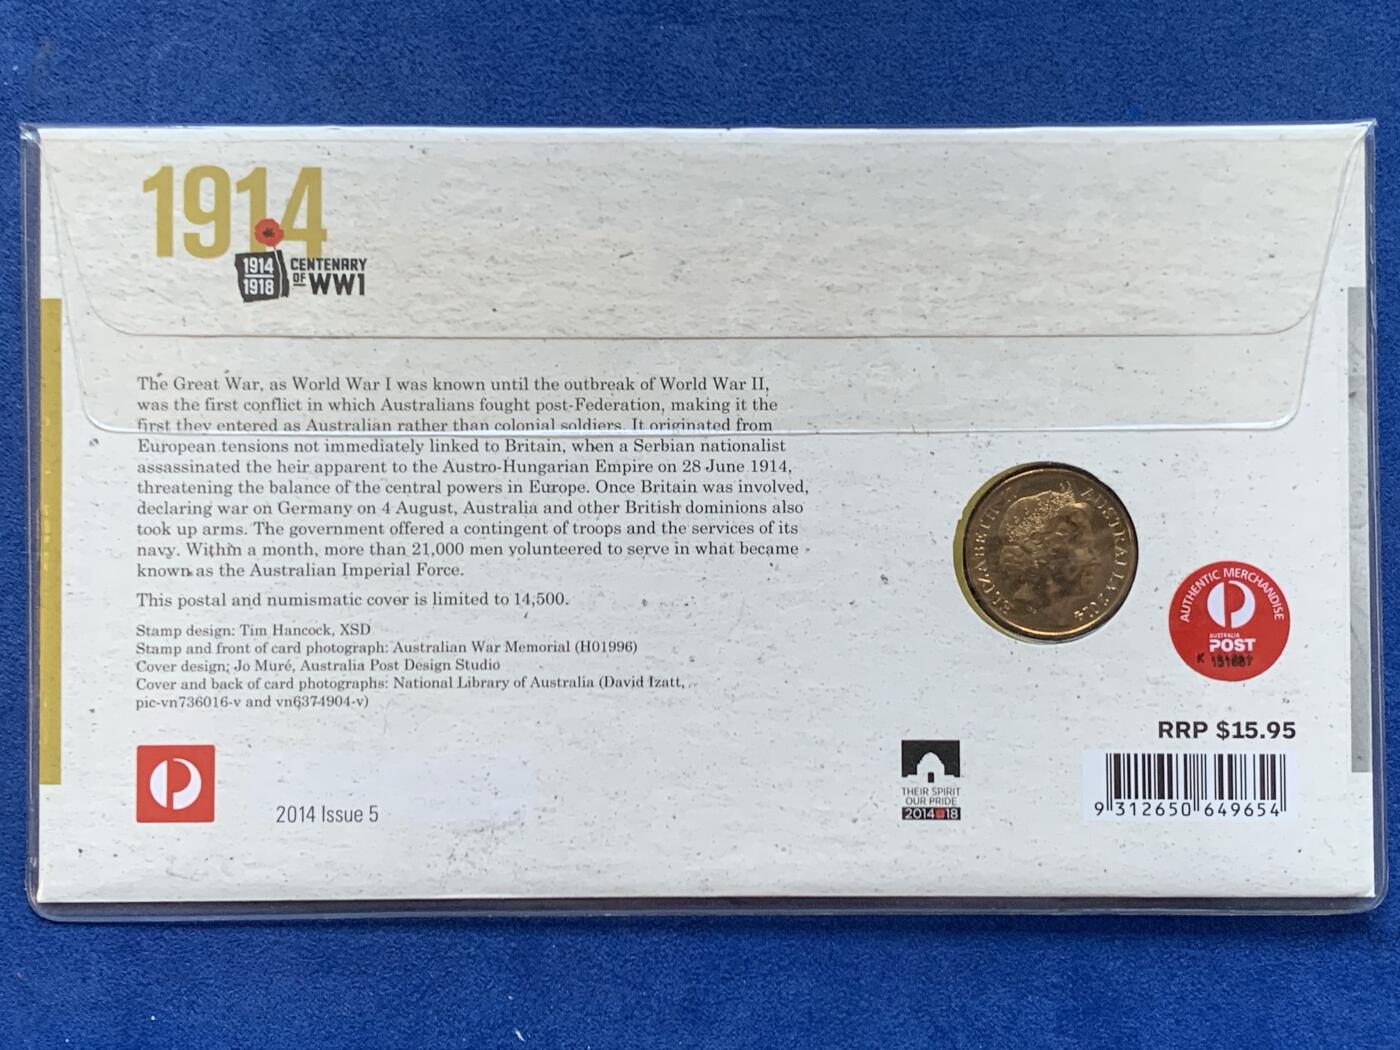 1914
1914
1918
CENTENARY
OF WW1
The Great War, as World War I was known until the outbreak of World War II,
was the first conflict in which Australians fought post-Federation, making it the
first they entered as Australian rather than colonial soldiers. It originated from
European tensions not immediately linked to Britain, when a Serbian nationalist
assassinated the heir apparent to the Austro-Hungarian Empire on 28 June 1914,
threatening the balance of the central powers in Europe. Once Britain was involved,
declaring war on Germany on 4 August, Australia and other British dominions also
took up arms. The government offered a contingent of troops and the services of its
navy. Within a month, more than 21,000 men volunteered to serve in what became
known as the Australian Imperial Force.
This postal and numismatic cover is limited to 14,500.
Stamp design: Tim Hancock, XSD
Stamp and front of card photograph: Australian War Memorial (H01996)
Cover design; Jo Muré, Australia Post Design Studio
Cover and back of card photographs: National Library of Australia (David Izatt,
pic-vn736016-v and vn6374904-v)
2014 Issue 5
ELIZABETH II AUSTRALIA 2014
AUTHENTIC MERCHANDISE
AUSTRALIA
POST
THEIR SPIRIT
OUR PRIDE
2014 18
RRP $15.95
9 312650 649654